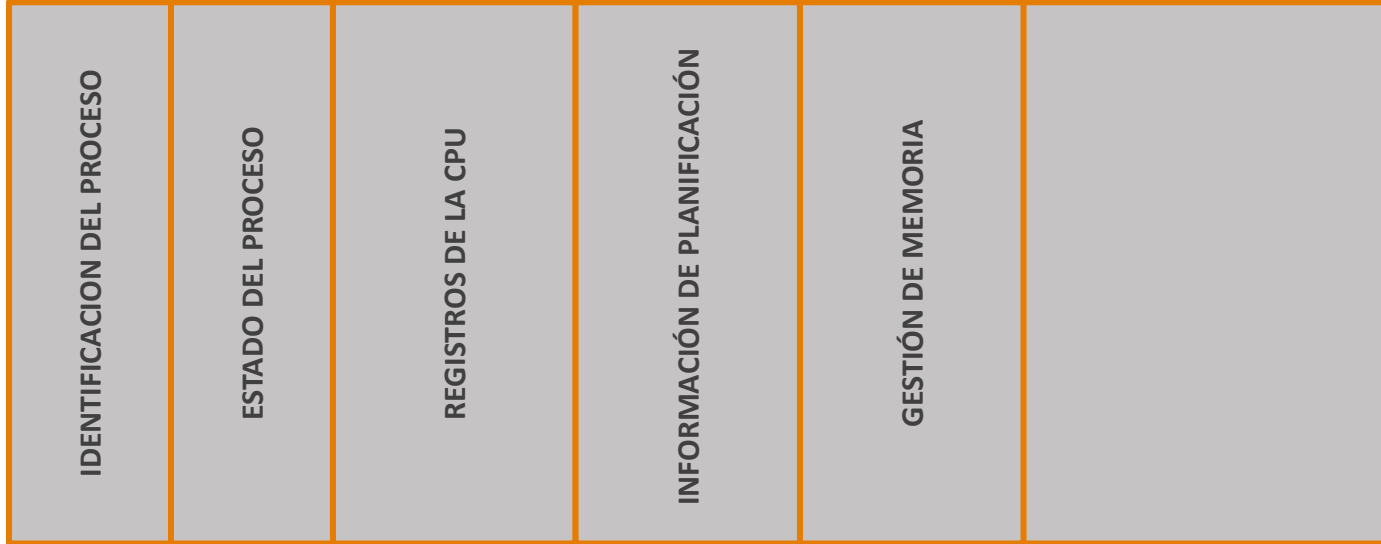 IDENTIFICACION DEL PROCESO
ESTADO DEL PROCESO
REGISTROS DE LA CPU
INFORMACIÓN DE PLANIFICACIÓN
GESTIÓN DE MEMORIA